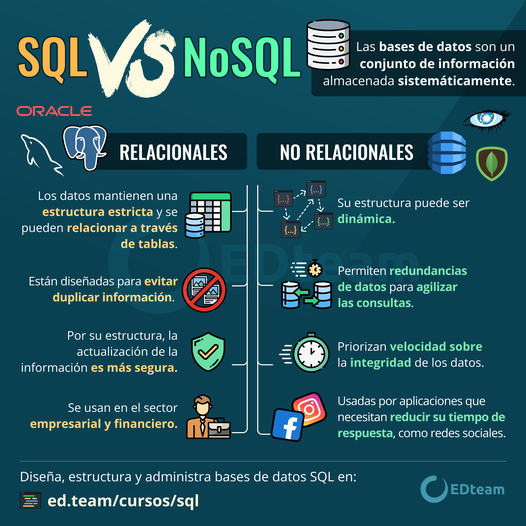 SQL VS NoSQL
Las bases de datos son un
conjunto de información
almacenada sistemáticamente.
ORACLE
RELACIONALES
NO RELACIONALES
Los datos mantienen una
estructura estricta y se
pueden relacionar a través
de tablas.
Su estructura puede ser
dinámica.
Están diseñadas para evitar
duplicar información.
Permiten redundancias
de datos para agilizar
las consultas.
Por su estructura, la
actualización de la
información es más segura.
Priorizan velocidad sobre
la integridad de los datos.
Se usan en el sector
empresarial y financiero.
Usadas por aplicaciones que
necesitan reducir su tiempo de
respuesta, como redes sociales.
EDteam
Diseña, estructura y administra bases de datos SQL en:
ed.team/cursos/sql
EDteam